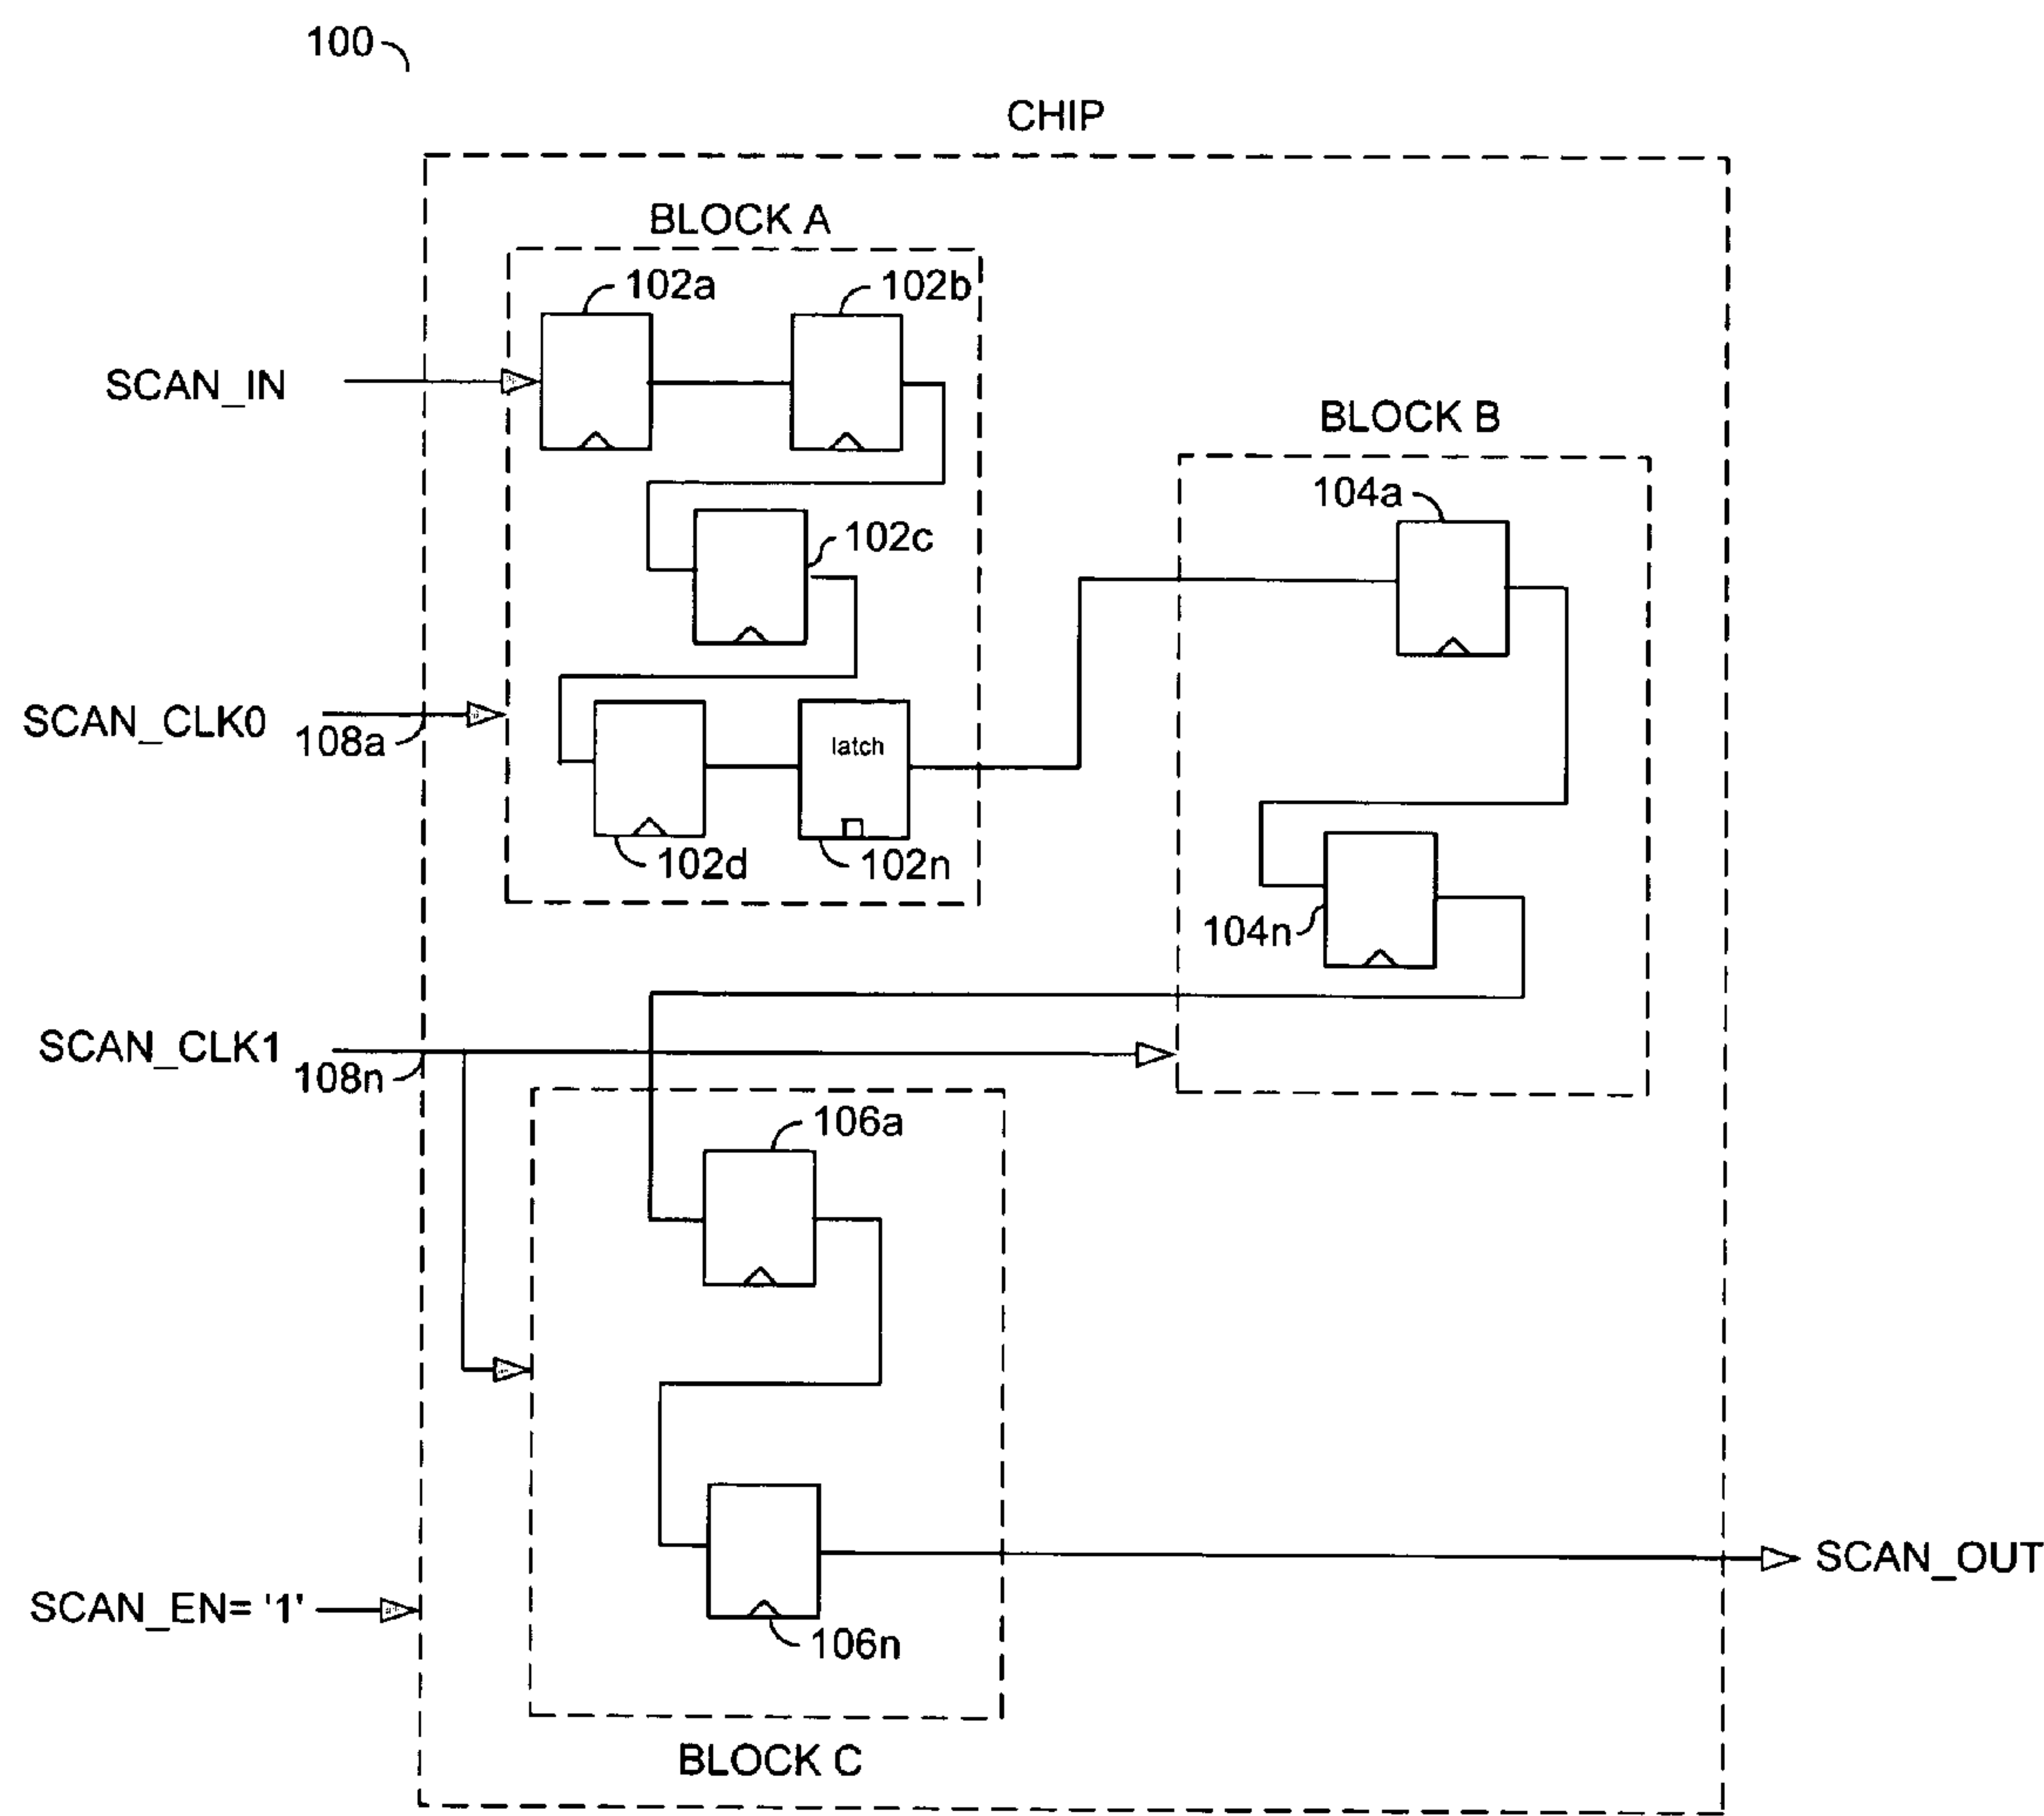 100
CHIP
BLOCK A
102a
102b
SCAN_IN
BLOCK B
104a
102c
SCAN_CLK0
108a
latch
102d
102n
104n
SCAN_CLK1
108n
106a
SCAN_OUT
SCAN_EN= '1'
106n
BLOCK C